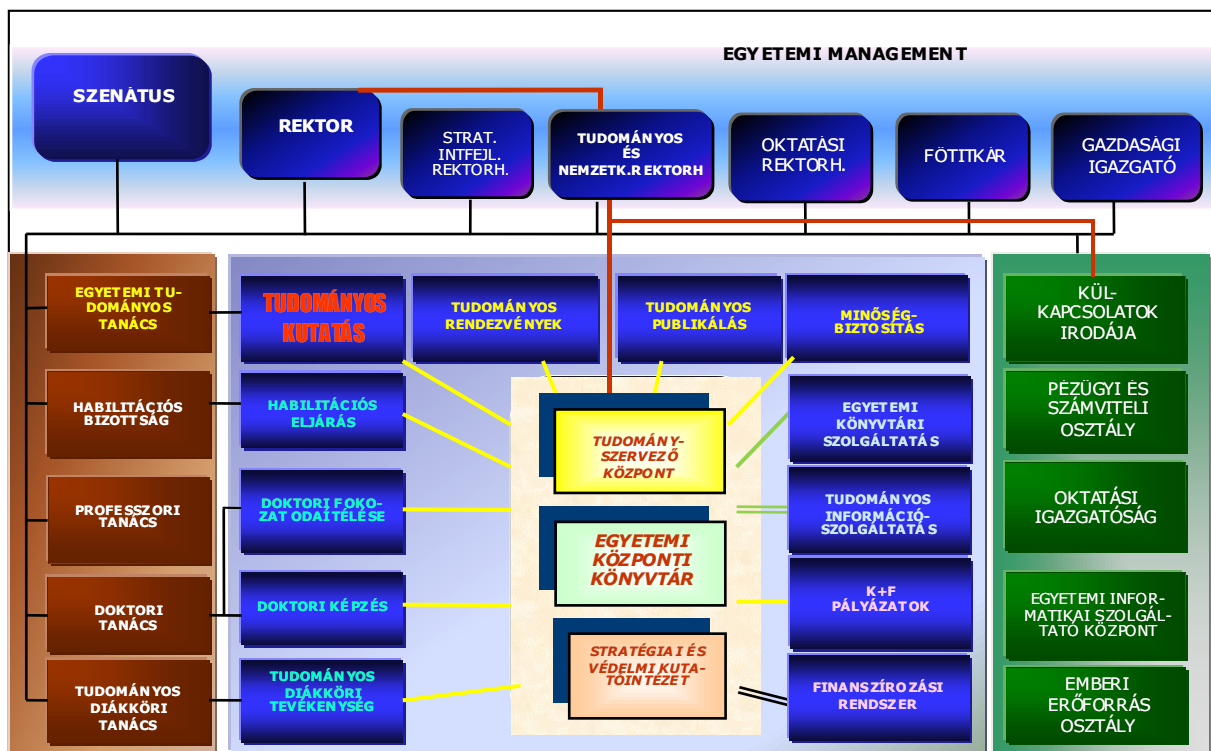 EGYETEMI MANAGEMENT
SZENÁTUS
REKTOR
STRAT.
INTFEJL.
REKTORH.
TUDOMÁNYOS
ÉS
NEMZETK.REKTORH
OKTATÁSI
REKTORH.
FŐTITKÁR
GAZDASÁGI
IGAZGATÓ
EGYETEMI TU-
DOMÁNYOS
TANÁCS
HABILITÁCIÓS
BIZOTTSÁG
PROFESSZORI
TANÁCS
DOKTORI
TANÁCS
TUDOMÁNYOS
DIÁKKÖRI
TANÁCS
TUDOMÁNYOS
KUTATÁS
TUDOMÁNYOS
RENDEZVÉNYEK
TUDOMÁNYOS
PUBLIKÁLÁS
MINŐSÉG-
BIZTOSÍTÁS
HABILITÁCIÓS
ELJÁRÁS
DOKTORI FOKO-
ZAT ODAÍTÉLÉSE
DOKTORI KÉPZÉS
TUDOMÁNYOS
DIÁKKÖRI
TEVÉKENYSÉG
TUDOMÁNY-
SZERVEZŐ
KÖZPONT
EGYETEMI
KÖZPONTI
KÖNYVTÁR
STRATÉGIAI ÉS
VÉDELMI KUTA-
TÓINTÉZET
EGYETEMI
KÖNYVTÁRI
SZOLGÁLTATÁS
TUDOMÁNYOS
INFORMÁCIÓ-
SZOLGÁLTATÁS
K+F
PÁLYÁZATOK
FINANSZÍROZÁSI
RENDSZER
KÜL-
KAPCSOLATOK
IRODÁJA
PÉZÜGYI ÉS
SZÁMVITELI
OSZTÁLY
OKTATÁSI
IGAZGATÓSÁG
EGYETEMI INFOR-
MATIKAI SZOLGÁL-
TATÓ KÖZPONT
EMBERI
ERŐFORRÁS
OSZTÁLY